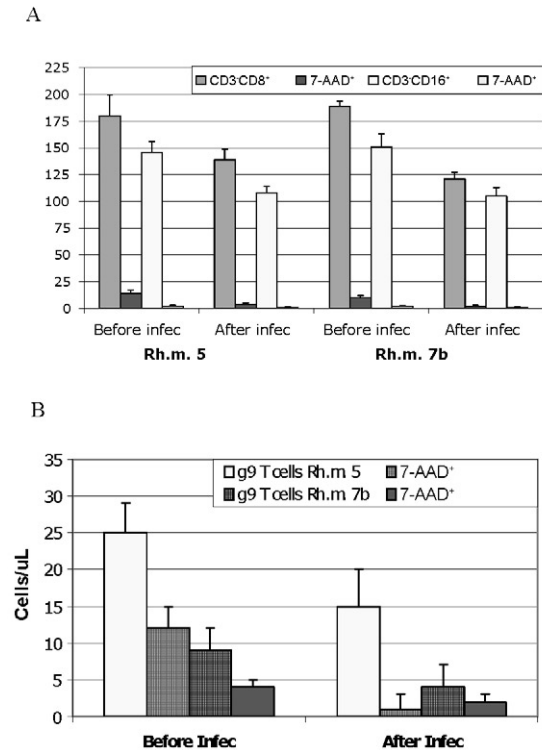 A
225
200
175
150
125
100
75
50
25
0
CD3⁻CD8⁺ 7-AAD⁺ CD3⁻CD16⁺ 7-AAD⁺
Before infec After infec Before infec After infec
Rh.m. 5 Rh.m. 7b
B
35
30
25
20
15
10
5
0
Cells/uL
g9 T cells Rh.m. 5 7-AAD⁺
g9 T cells Rh.m. 7b 7-AAD⁺
Before Infec After Infec